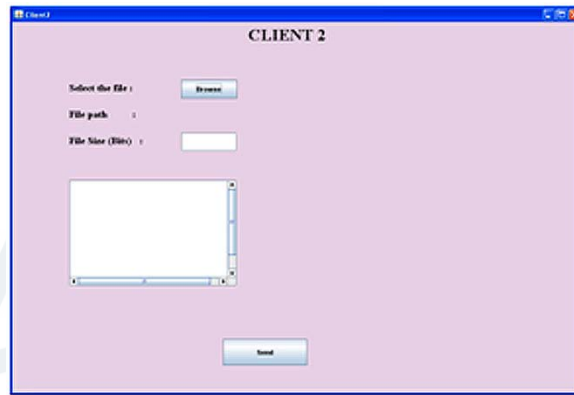 Client2
CLIENT 2
Select the file :
Browse
File path :
File Size (Bits) :
Send